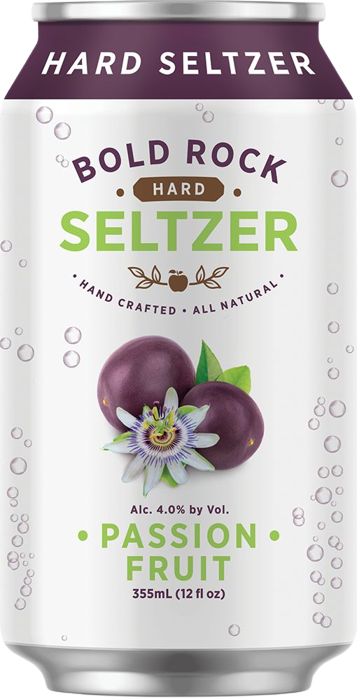 HARD SELTZER
BOLD ROCK
• HARD •
SELTZER
• HAND CRAFTED • ALL NATURAL •
Alc. 4.0% by Vol.
• PASSION •
FRUIT
355mL (12 fl oz)